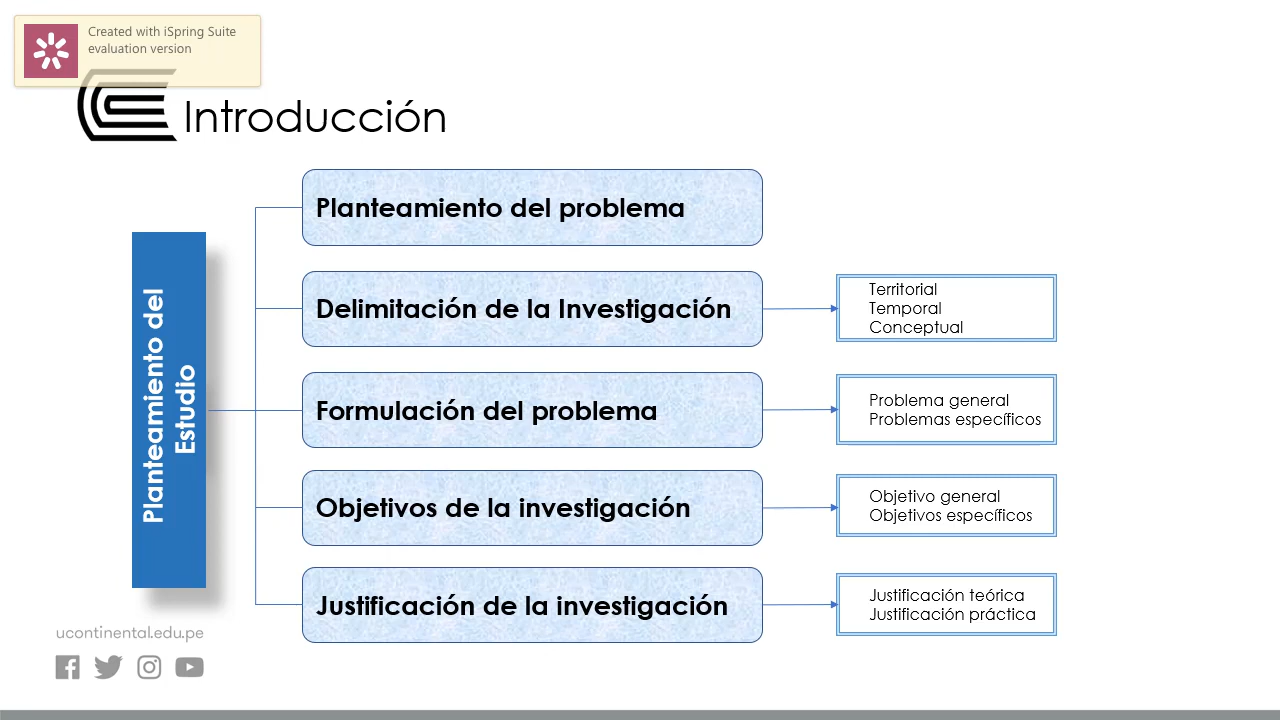 Created with iSpring Suite
evaluation version
Introducción
Planteamiento del
Estudio
Planteamiento del problema
Delimitación de la Investigación
Territorial
Temporal
Conceptual
Formulación del problema
Problema general
Problemas específicos
Objetivos de la investigación
Objetivo general
Objetivos específicos
Justificación de la investigación
Justificación teórica
Justificación práctica
ucontinental.edu.pe